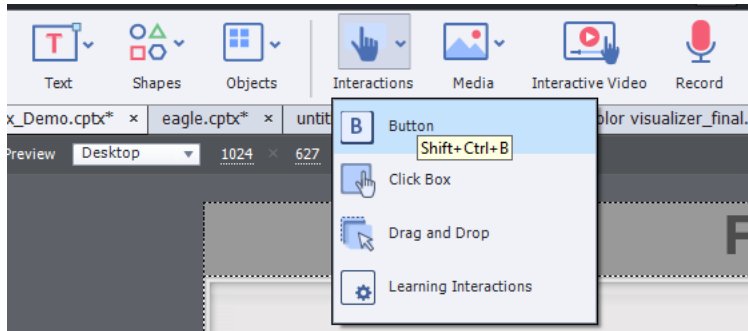 Text Shapes Objects Interactions Media Interactive Video Record
x_Demo.cptx* × eagle.cptx* × untit olor visualizer_final.
Preview Desktop 1024 × 627
B Button
Shift+Ctrl+B
Click Box
Drag and Drop
Learning Interactions